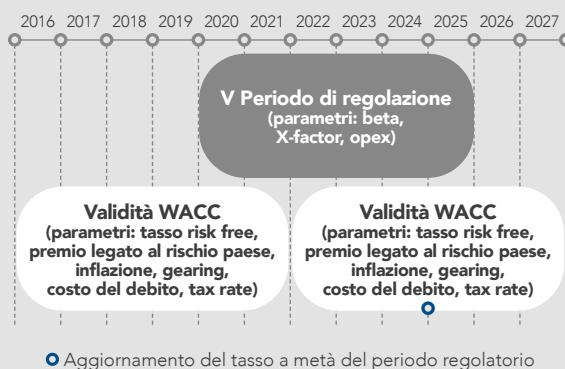 2016 2017 2018 2019 2020 2021 2022 2023 2024 2025 2026 2027
V Periodo di regolazione
(parametri: beta,
X-factor, opex)
Validità WACC
(parametri: tasso risk free,
premio legato al rischio paese,
inflazione, gearing,
costo del debito, tax rate)
Validità WACC
(parametri: tasso risk free,
premio legato al rischio paese,
inflazione, gearing,
costo del debito, tax rate)
Aggiornamento del tasso a metà del periodo regolatorio